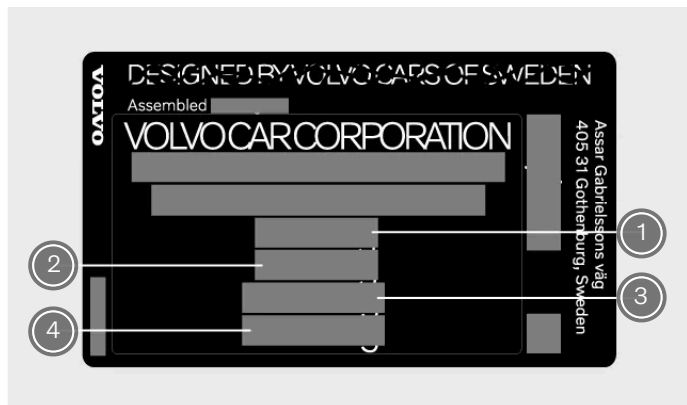 DESIGNED BY VOLVO CARS OF SWEDEN
VOLVO
Assembled
VOLVO CAR CORPORATION
Assar Gabrielssons väg
405 31 Gothenburg, Sweden
1
2
3
4